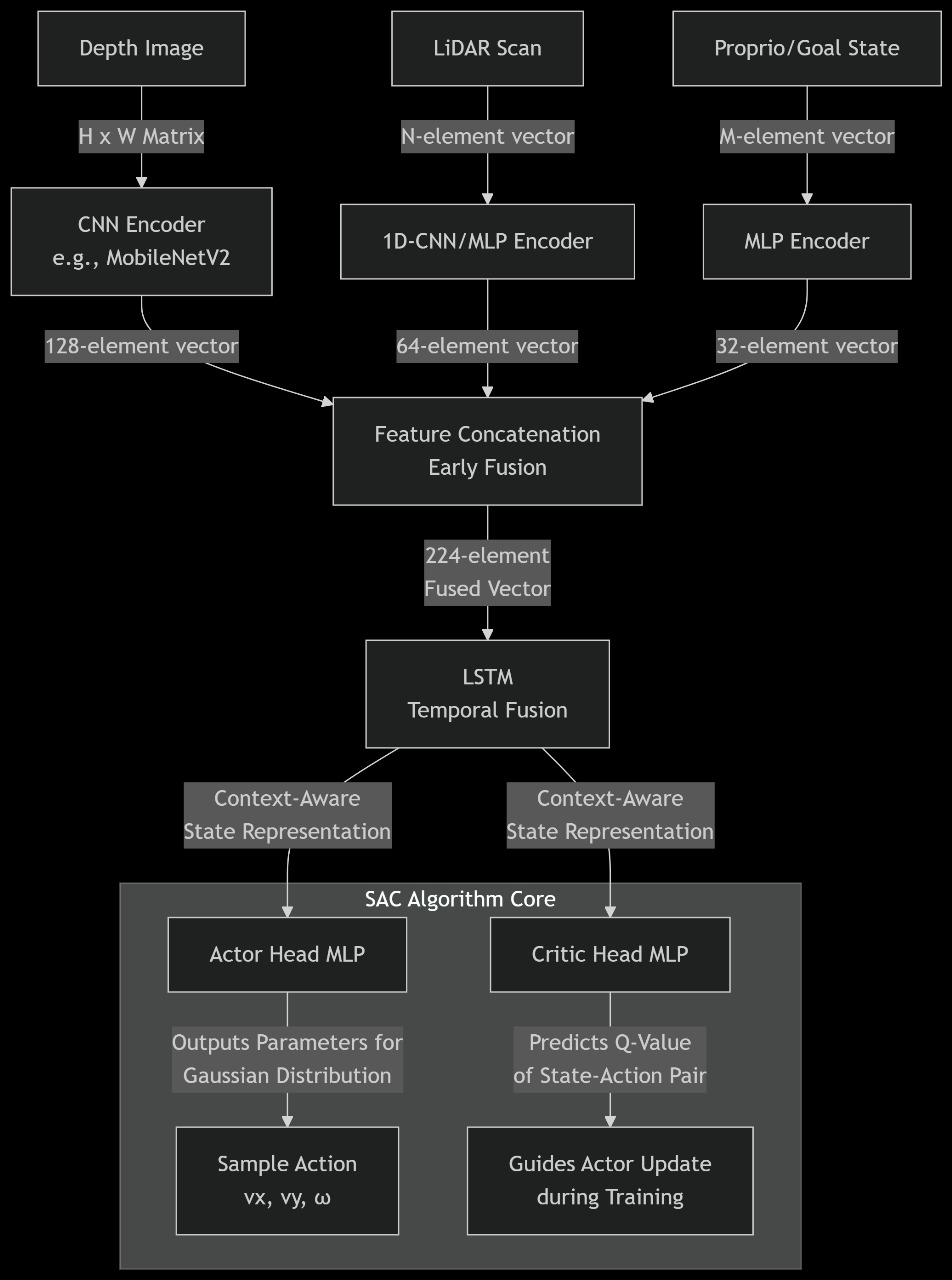 Depth Image
LiDAR Scan
Proprio/Goal State
H x W Matrix
N-element vector
M-element vector
CNN Encoder
e.g., MobileNetV2
1D-CNN/MLP Encoder
MLP Encoder
128-element vector
64-element vector
32-element vector
Feature Concatenation
Early Fusion
224-element
Fused Vector
LSTM
Temporal Fusion
Context-Aware
State Representation
Context-Aware
State Representation
SAC Algorithm Core
Actor Head MLP
Critic Head MLP
Outputs Parameters for
Gaussian Distribution
Predicts Q-Value
of State-Action Pair
Sample Action
vx, vy, ω
Guides Actor Update
during Training